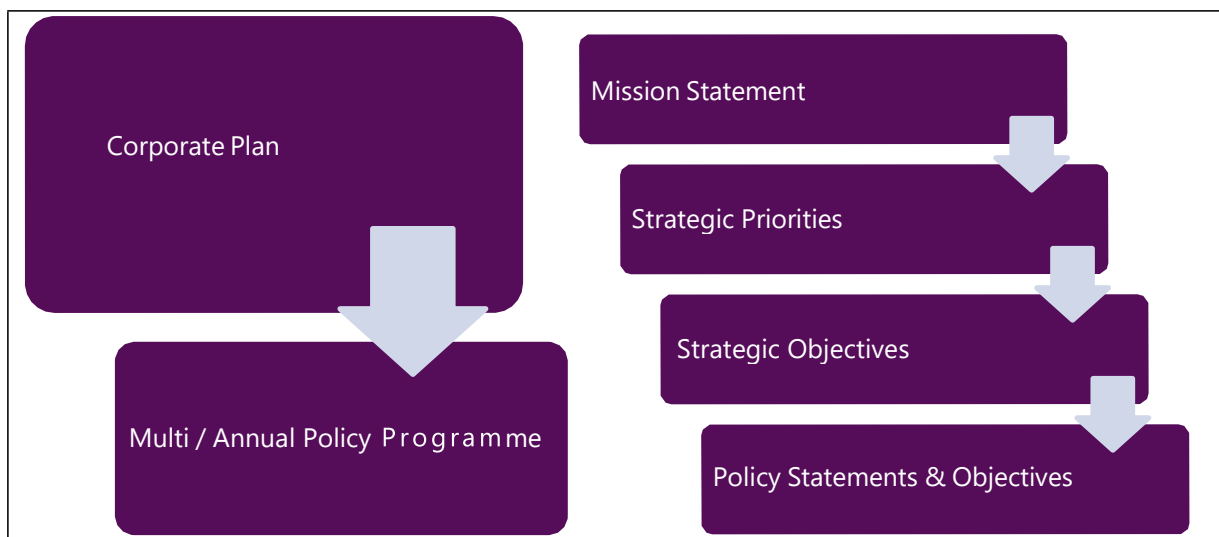 Corporate Plan
Multi / Annual Policy Programme
Mission Statement
Strategic Priorities
Strategic Objectives
Policy Statements & Objectives